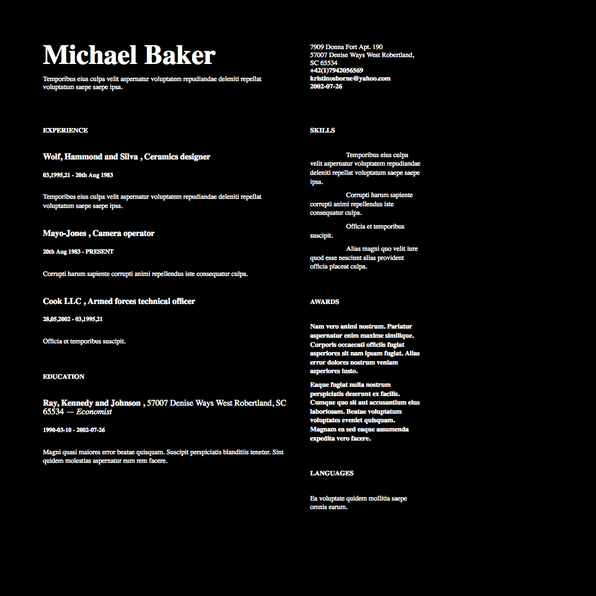 Michael Baker
Temporibus eius culpa velit aspernatur voluptatem repudiandae deleniti repellat
voluptatum saepe saepe ipsa.
7909 Donna Fort Apt. 190
57007 Denise Ways West Robertland,
SC 65534
+42(1)7942056569
kristinosborne@yahoo.com
2002-07-26
EXPERIENCE
Wolf, Hammond and Silva , Ceramics designer
03,1995,21 - 20th Aug 1983
Temporibus eius culpa velit aspernatur voluptatem repudiandae deleniti repellat
voluptatum saepe saepe ipsa.
Mayo-Jones , Camera operator
20th Aug 1983 - PRESENT
Corrupti harum sapiente corrupti animi repellendus iste consequatur culpa.
Cook LLC , Armed forces technical officer
28,05,2002 - 03,1995,21
Officia et temporibus suscipit.
EDUCATION
Ray, Kennedy and Johnson , 57007 Denise Ways West Robertland, SC
65534 — Economist
1990-03-10 - 2002-07-26
Magni quasi maiores error beatae quisquam. Suscipit perspiciatis blanditiis tenetur. Sint
quidem molestias aspernatur eum rem facere.
SKILLS
Temporibus eius culpa
velit aspernatur voluptatem repudiandae
deleniti repellat voluptatum saepe saepe
ipsa.
Corrupti harum sapiente
corrupti animi repellendus iste
consequatur culpa.
Officia et temporibus
suscipit.
Alias magni quo velit iure
quod esse nesciunt alias provident
officia placeat culpa.
AWARDS
Nam vero animi nostrum. Pariatur
aspernatur enim maxime similique.
Corporis occaecati officiis fugiat
asperiores sit nam ipsam fugiat. Alias
dolores nostrum veniam
asperiores iusto.
Eaque fugiat nulla nostrum
perspiciatis deserunt ex facilis.
Cumque quo sit aut accusantium eius
laboriosam. Beatae voluptatum
voluptates eveniet quisquam.
Magnam ea sed eaque assumenda
expedita vero facere.
LANGUAGES
Ea voluptate quidem mollitia saepe
omnis earum.